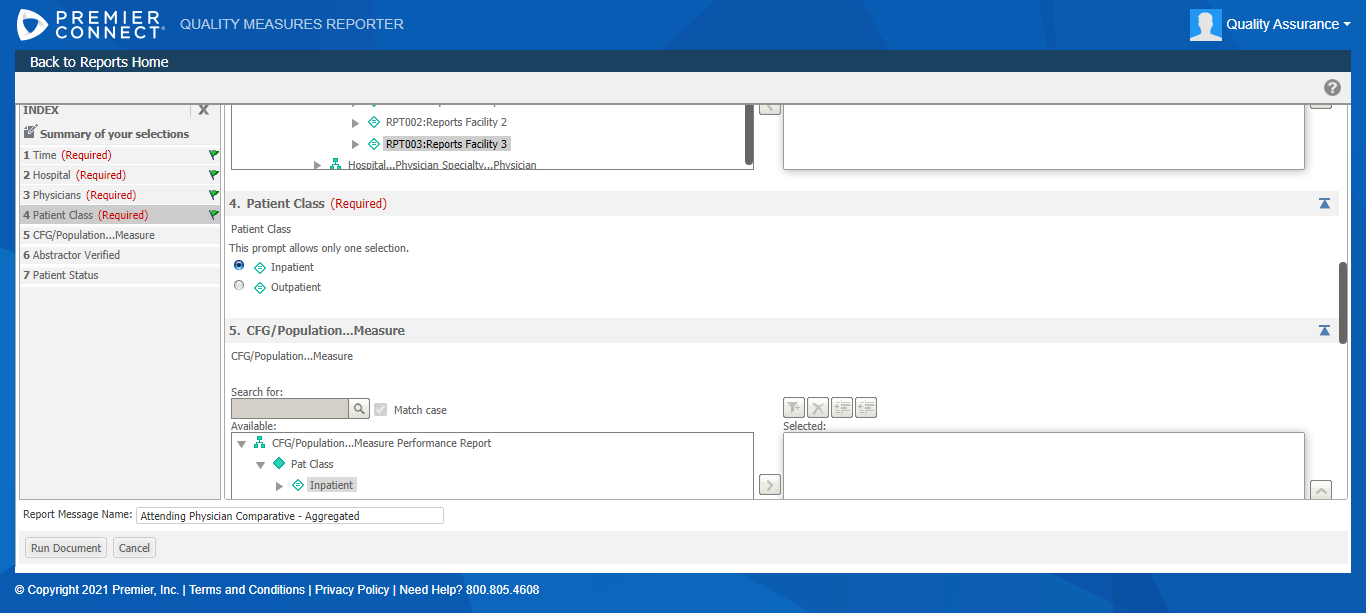 PREMIER
CONNECT
QUALITY MEASURES REPORTER
Quality Assurance
Back to Reports Home
INDEX
X
Summary of your selections
1 Time (Required)
2 Hospital (Required)
3 Physicians (Required)
4 Patient Class (Required)
5 CFG/Population...Measure
6 Abstractor Verified
7 Patient Status
RPT002:Reports Facility 2
RPT003:Reports Facility 3
Hospital...Physician Specialty...Physician
4. Patient Class (Required)
Patient Class
This prompt allows only one selection.
Inpatient
Outpatient
5. CFG/Population...Measure
CFG/Population...Measure
Search for:
Match case
Available:
Selected:
CFG/Population...Measure Performance Report
Pat Class
Inpatient
Report Message Name: Attending Physician Comparative - Aggregated
Run Document Cancel
© Copyright 2021 Premier, Inc. | Terms and Conditions | Privacy Policy | Need Help? 800.805.4608